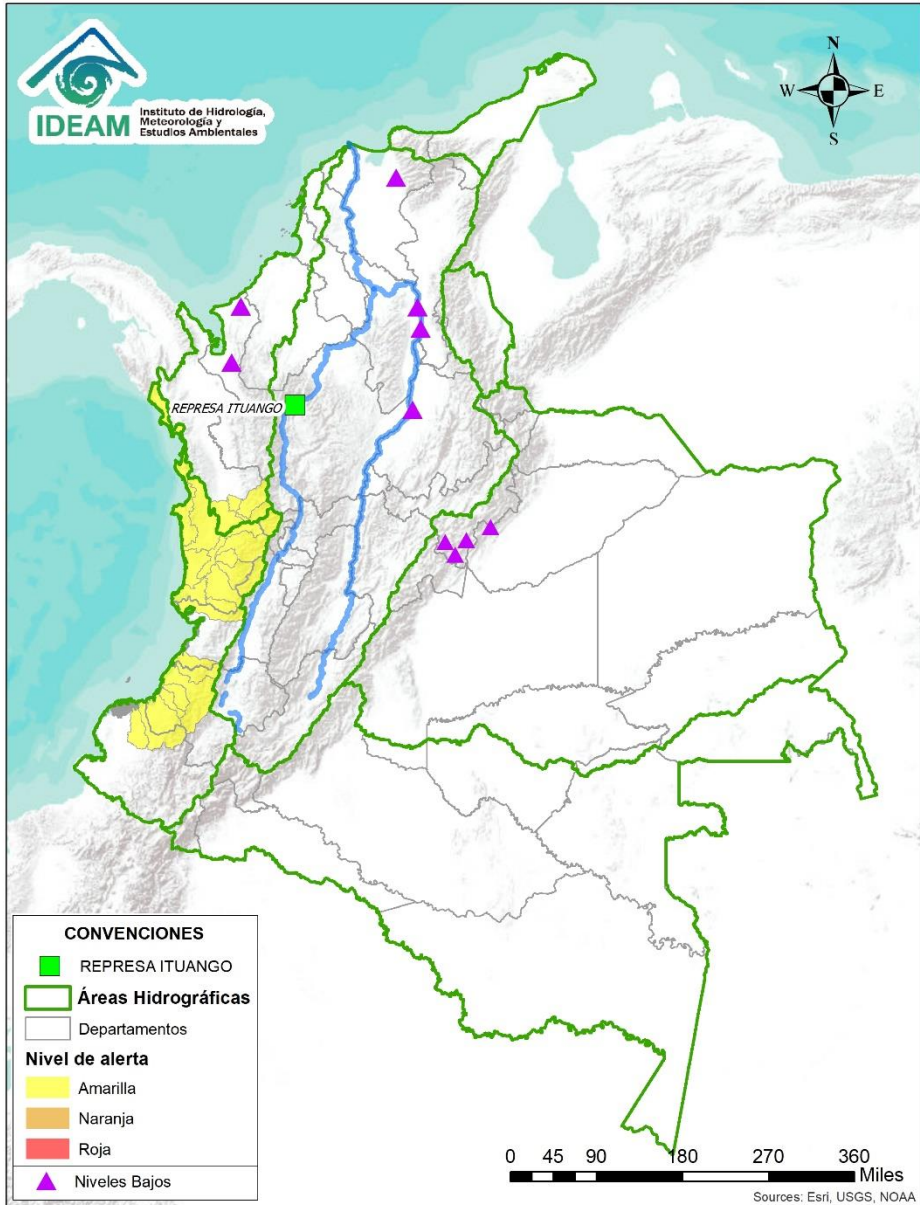 IDEAM
Instituto de Hidrología,
Meteorología y
Estudios Ambientales
N
W
E
S
REPRESA ITUANGO
CONVENCIONES
REPRESA ITUANGO
Áreas Hidrográficas
Departamentos
Nivel de alerta
Amarilla
Naranja
Roja
Niveles Bajos
0 45 90 180 270 360
Miles
Sources: Esri, USGS, NOAA